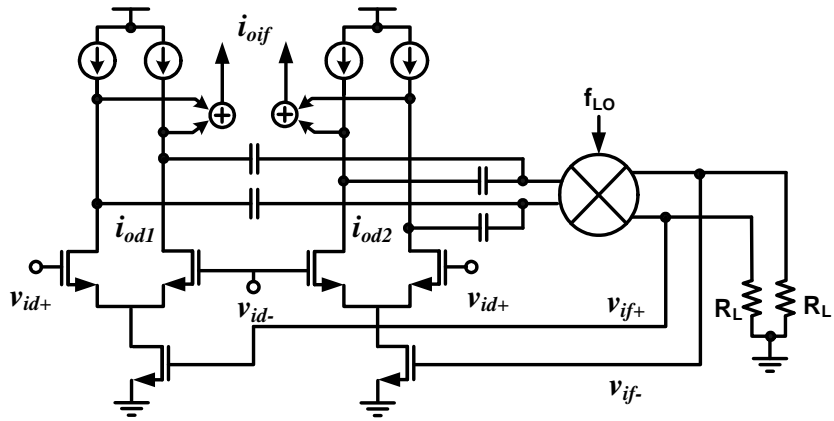 i_oif
f_LO
i_od1
i_od2
v_id+
v_id-
v_id+
v_if+
R_L
R_L
v_if-